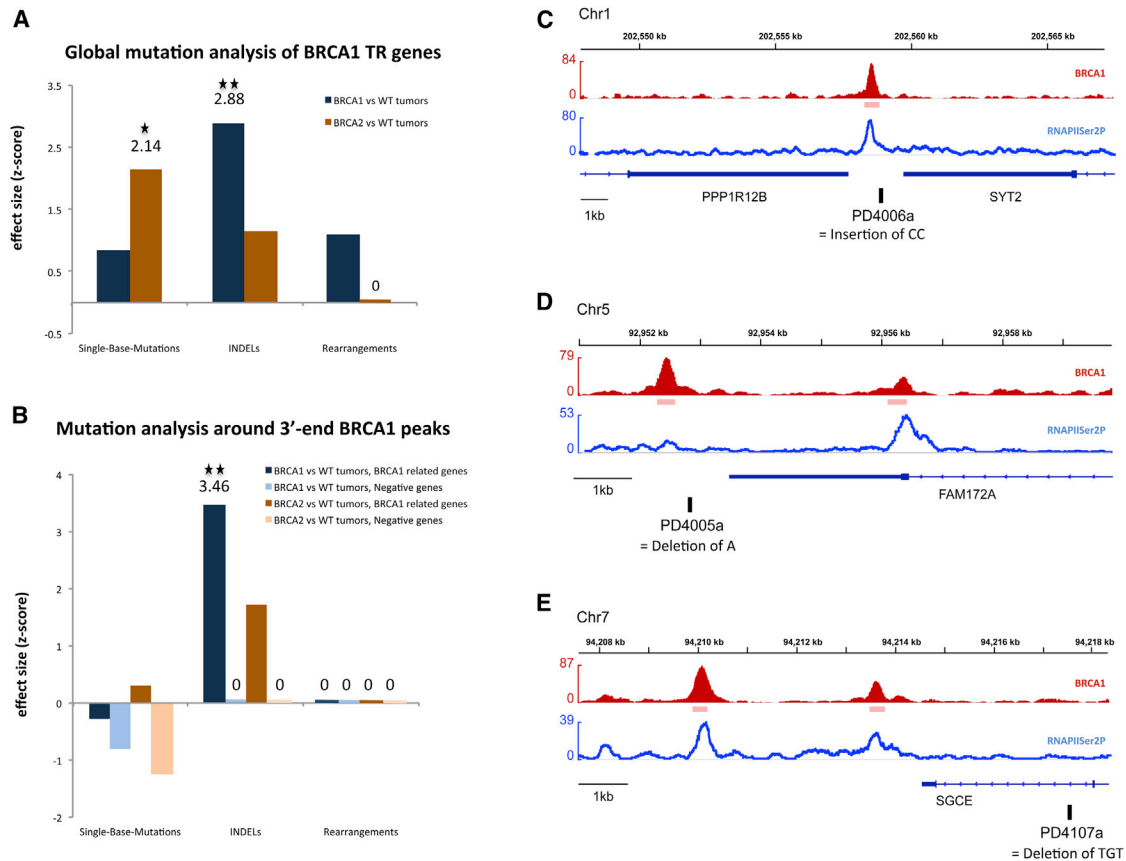 A
Global mutation analysis of BRCA1 TR genes
effect size (z-score)
3.5
2.5
1.5
0.5
-0.5
★
2.14
★★
2.88
0
BRCA1 vs WT tumors
BRCA2 vs WT tumors
Single-Base-Mutations
INDELs
Rearrangements
B
Mutation analysis around 3'-end BRCA1 peaks
effect size (z-score)
4
3
2
1
0
-1
-2
★★
3.46
0
0
0 0 0 0
BRCA1 vs WT tumors, BRCA1 related genes
BRCA1 vs WT tumors, Negative genes
BRCA2 vs WT tumors, BRCA1 related genes
BRCA2 vs WT tumors, Negative genes
Single-Base-Mutations
INDELs
Rearrangements
C
Chr1
202,550 kb 202,555 kb 202,560 kb 202,565 kb
84
0
BRCA1
80
0
RNAPIISer2P
PPP1R12B
SYT2
1kb
PD4006a
= Insertion of CC
D
Chr5
92,952 kb 92,954 kb 92,956 kb 92,958 kb
79
0
BRCA1
53
0
RNAPIISer2P
1kb
FAM172A
PD4005a
= Deletion of A
E
Chr7
94,208 kb 94,210 kb 94,212 kb 94,214 kb 94,216 kb 94,218 kb
87
0
BRCA1
39
0
RNAPIISer2P
1kb
SGCE
PD4107a
= Deletion of TGT